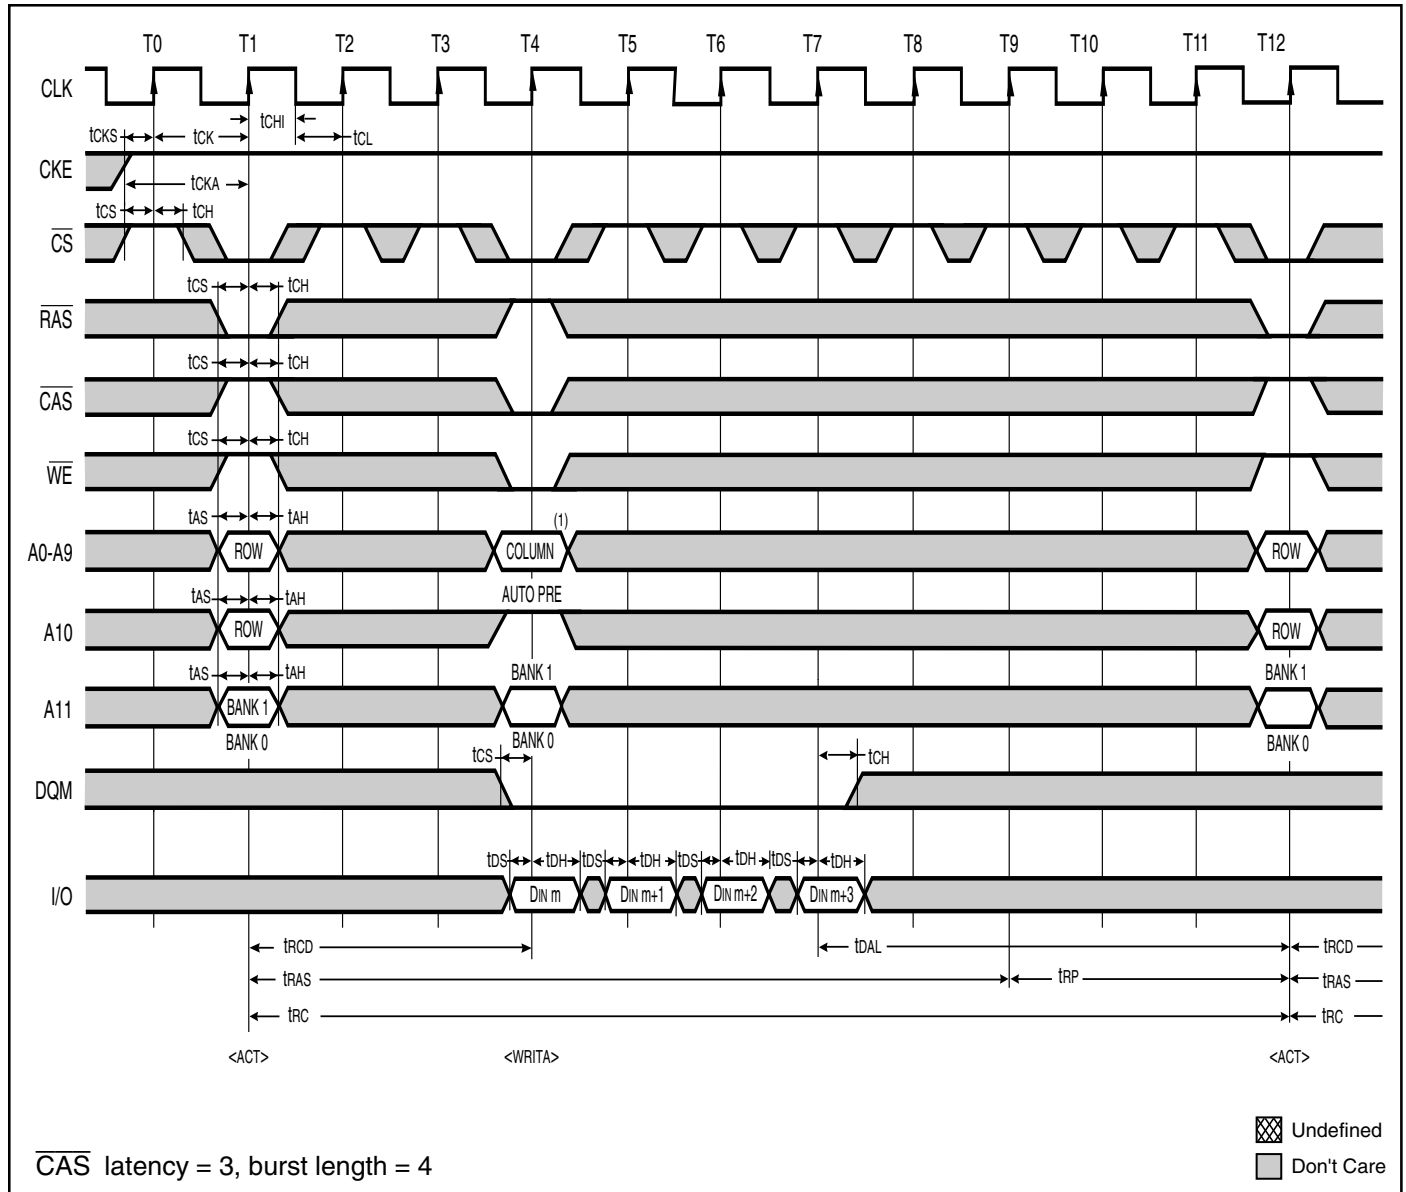 T0 T1 T2 T3 T4 T5 T6 T7 T8 T9 T10 T11 T12
CLK
tCHI
tCKS tCK tCL
CKE
tCKA
tCS tCH
CS
tCS tCH
RAS
tCS tCH
CAS
tCS tCH
WE
tAS tAH (1)
A0-A9 ROW COLUMN ROW
tAS tAH AUTO PRE
A10 ROW ROW
tAS tAH BANK 1 BANK 1
A11 BANK 1
BANK 0 BANK 0 BANK 0
tCS tCH
DQM
tDS tDH tDS tDH tDS tDH tDS tDH
I/O DIN m DIN m+1 DIN m+2 DIN m+3
tRCD tDAL tRCD
tRAS tRP tRAS
tRC tRC
<ACT> <WRITA> <ACT>
Undefined
CAS latency = 3, burst length = 4 Don't Care